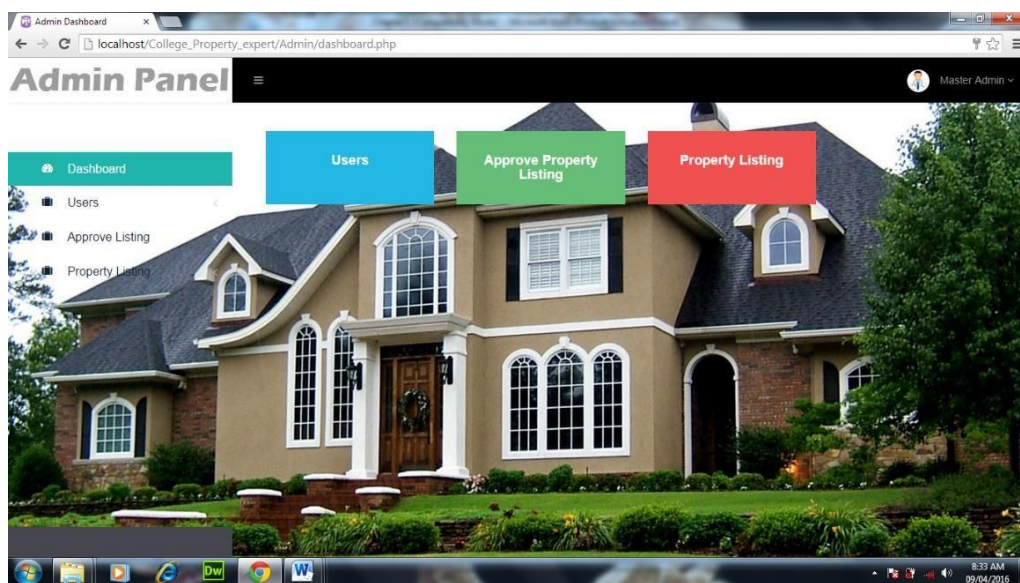 Admin Dashboard
localhost/College_Property_expert/Admin/dashboard.php
Admin Panel
Master Admin
Users
Approve Property
Listing
Property Listing
Dashboard
Users
Approve Listing
Property Listing
Dw
W
8:33 AM
09/04/2016